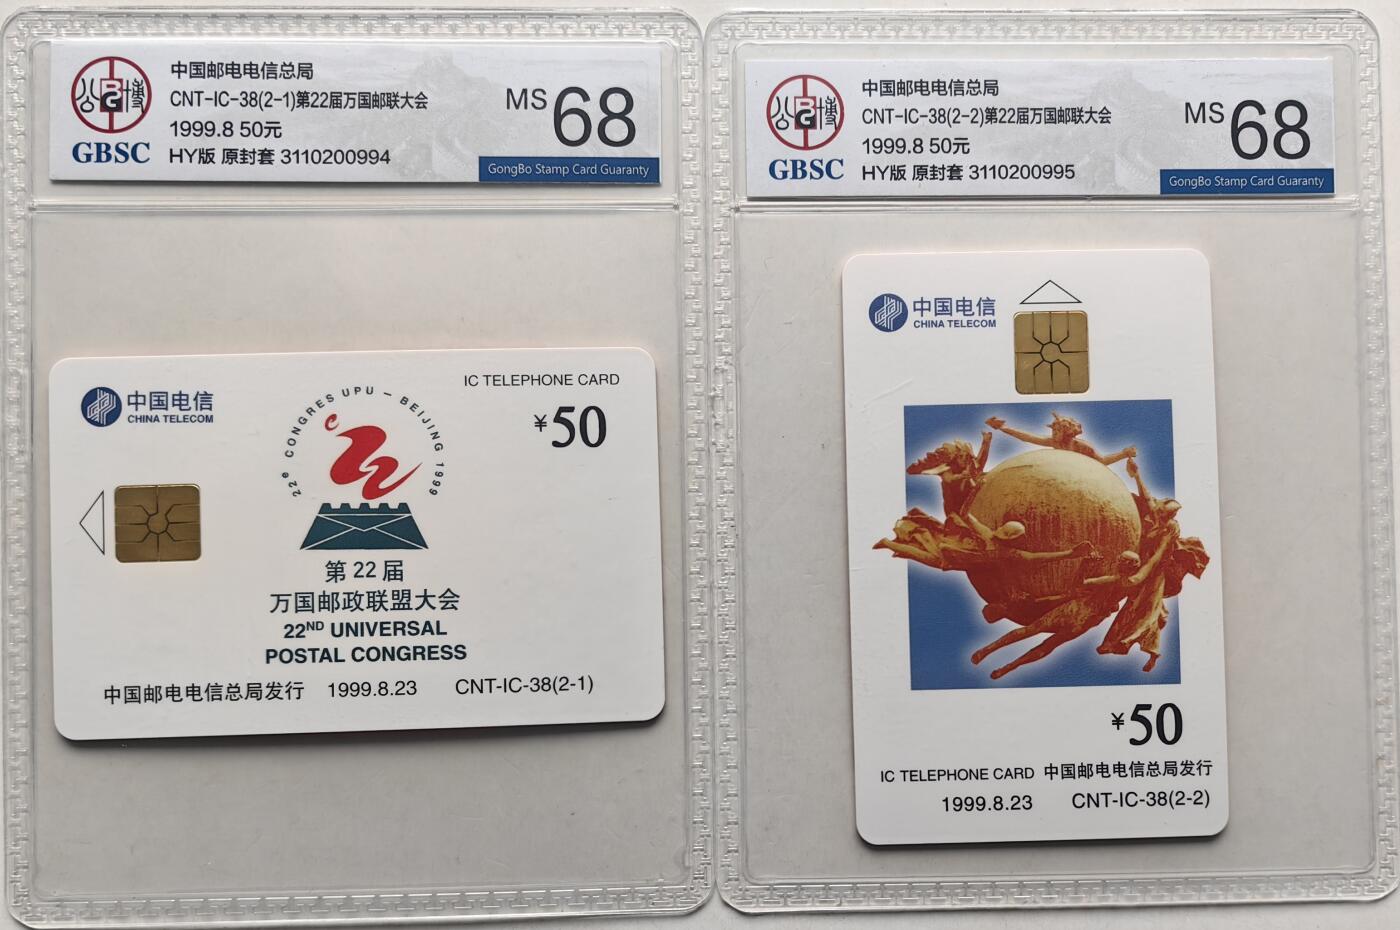 中国邮电电信总局
CNT-IC-38(2-1)第22届万国邮联大会
1999.8 50元
HY版 原封套 3110200994
公博
GBSC
MS 68
GongBo Stamp Card Guaranty
中国电信
CHINA TELECOM
22e CONGRES UPU – BEIJING 1999
IC TELEPHONE CARD
¥50
第 22 届
万国邮政联盟大会
22ND UNIVERSAL
POSTAL CONGRESS
中国邮电电信总局发行 1999.8.23 CNT-IC-38(2-1)
中国邮电电信总局
CNT-IC-38(2-2)第22届万国邮联大会
1999.8 50元
HY版 原封套 3110200995
公博
GBSC
MS 68
GongBo Stamp Card Guaranty
中国电信
CHINA TELECOM
¥50
IC TELEPHONE CARD 中国邮电电信总局发行
1999.8.23 CNT-IC-38(2-2)